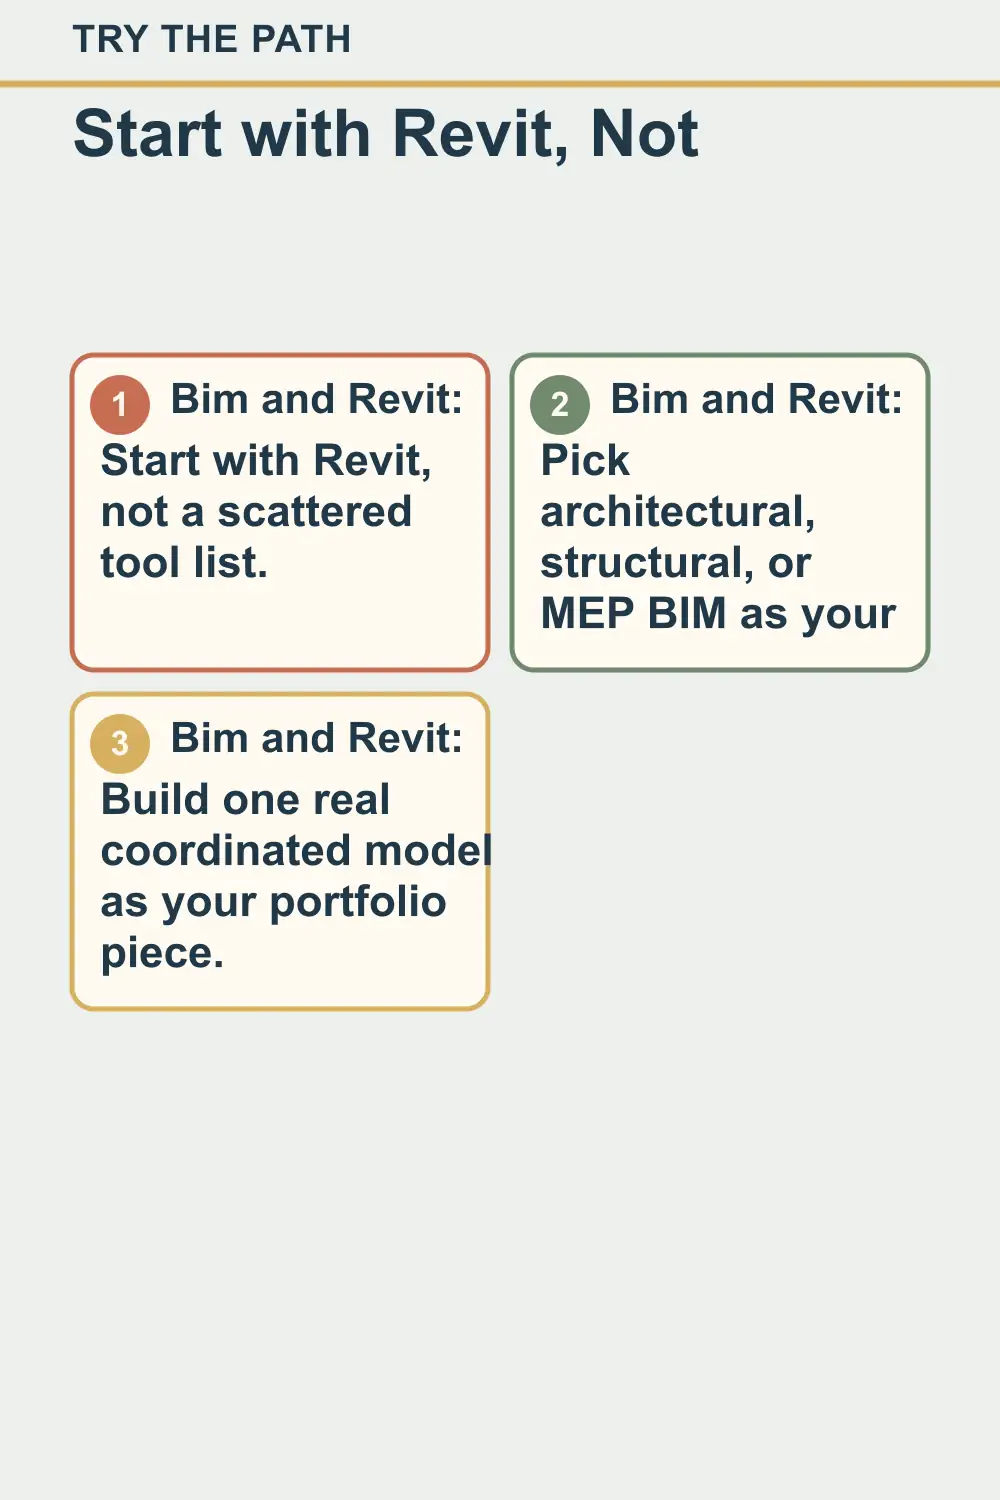 TRY THE PATH
Start with Revit, Not
1 Bim and Revit:
Start with Revit,
not a scattered
tool list.
2 Bim and Revit:
Pick
architectural,
structural, or
MEP BIM as your
3 Bim and Revit:
Build one real
coordinated model
as your portfolio
piece.